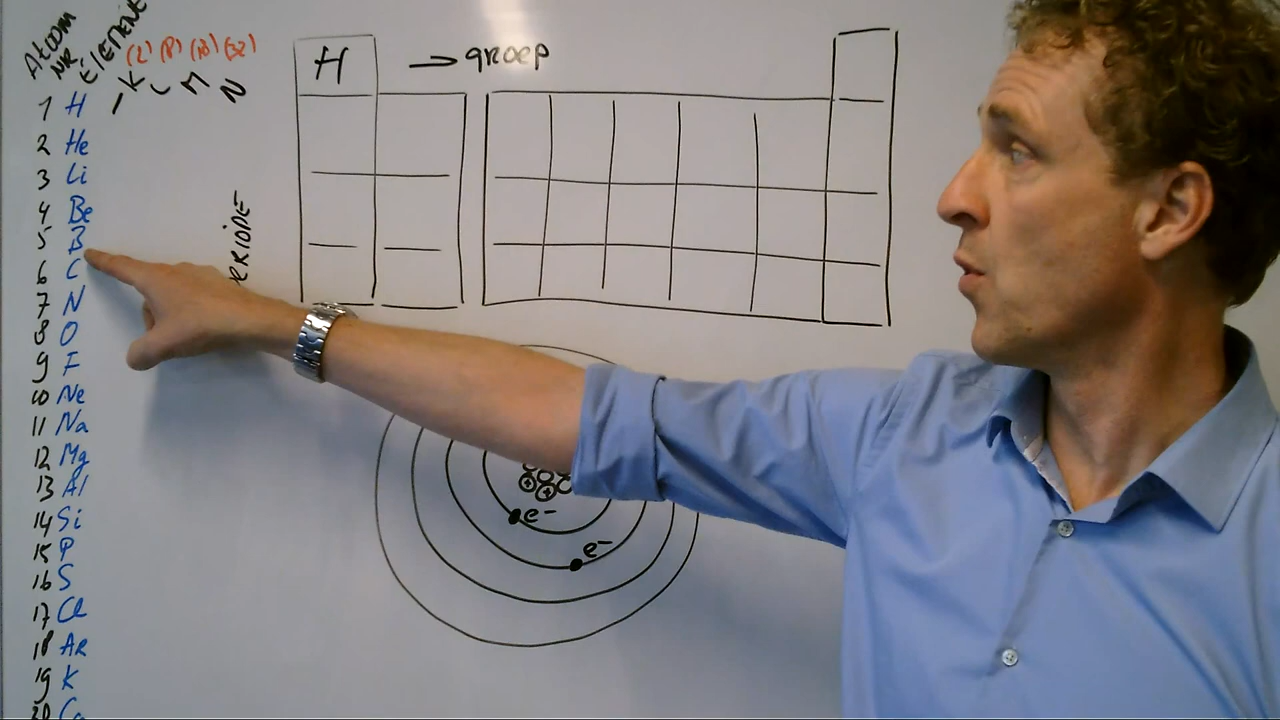 Atoom NR Element
K L M N
(2) (8) (18) (32)
H
→ groep
1 H 1
2 He
3 Li
4 Be
5 B
6 C
7 N
8 O
9 F
10 Ne
11 Na
12 Mg
13 Al
14 Si
15 P
16 S
17 Cl
18 AR
19 K
20 Ca
e-
e-